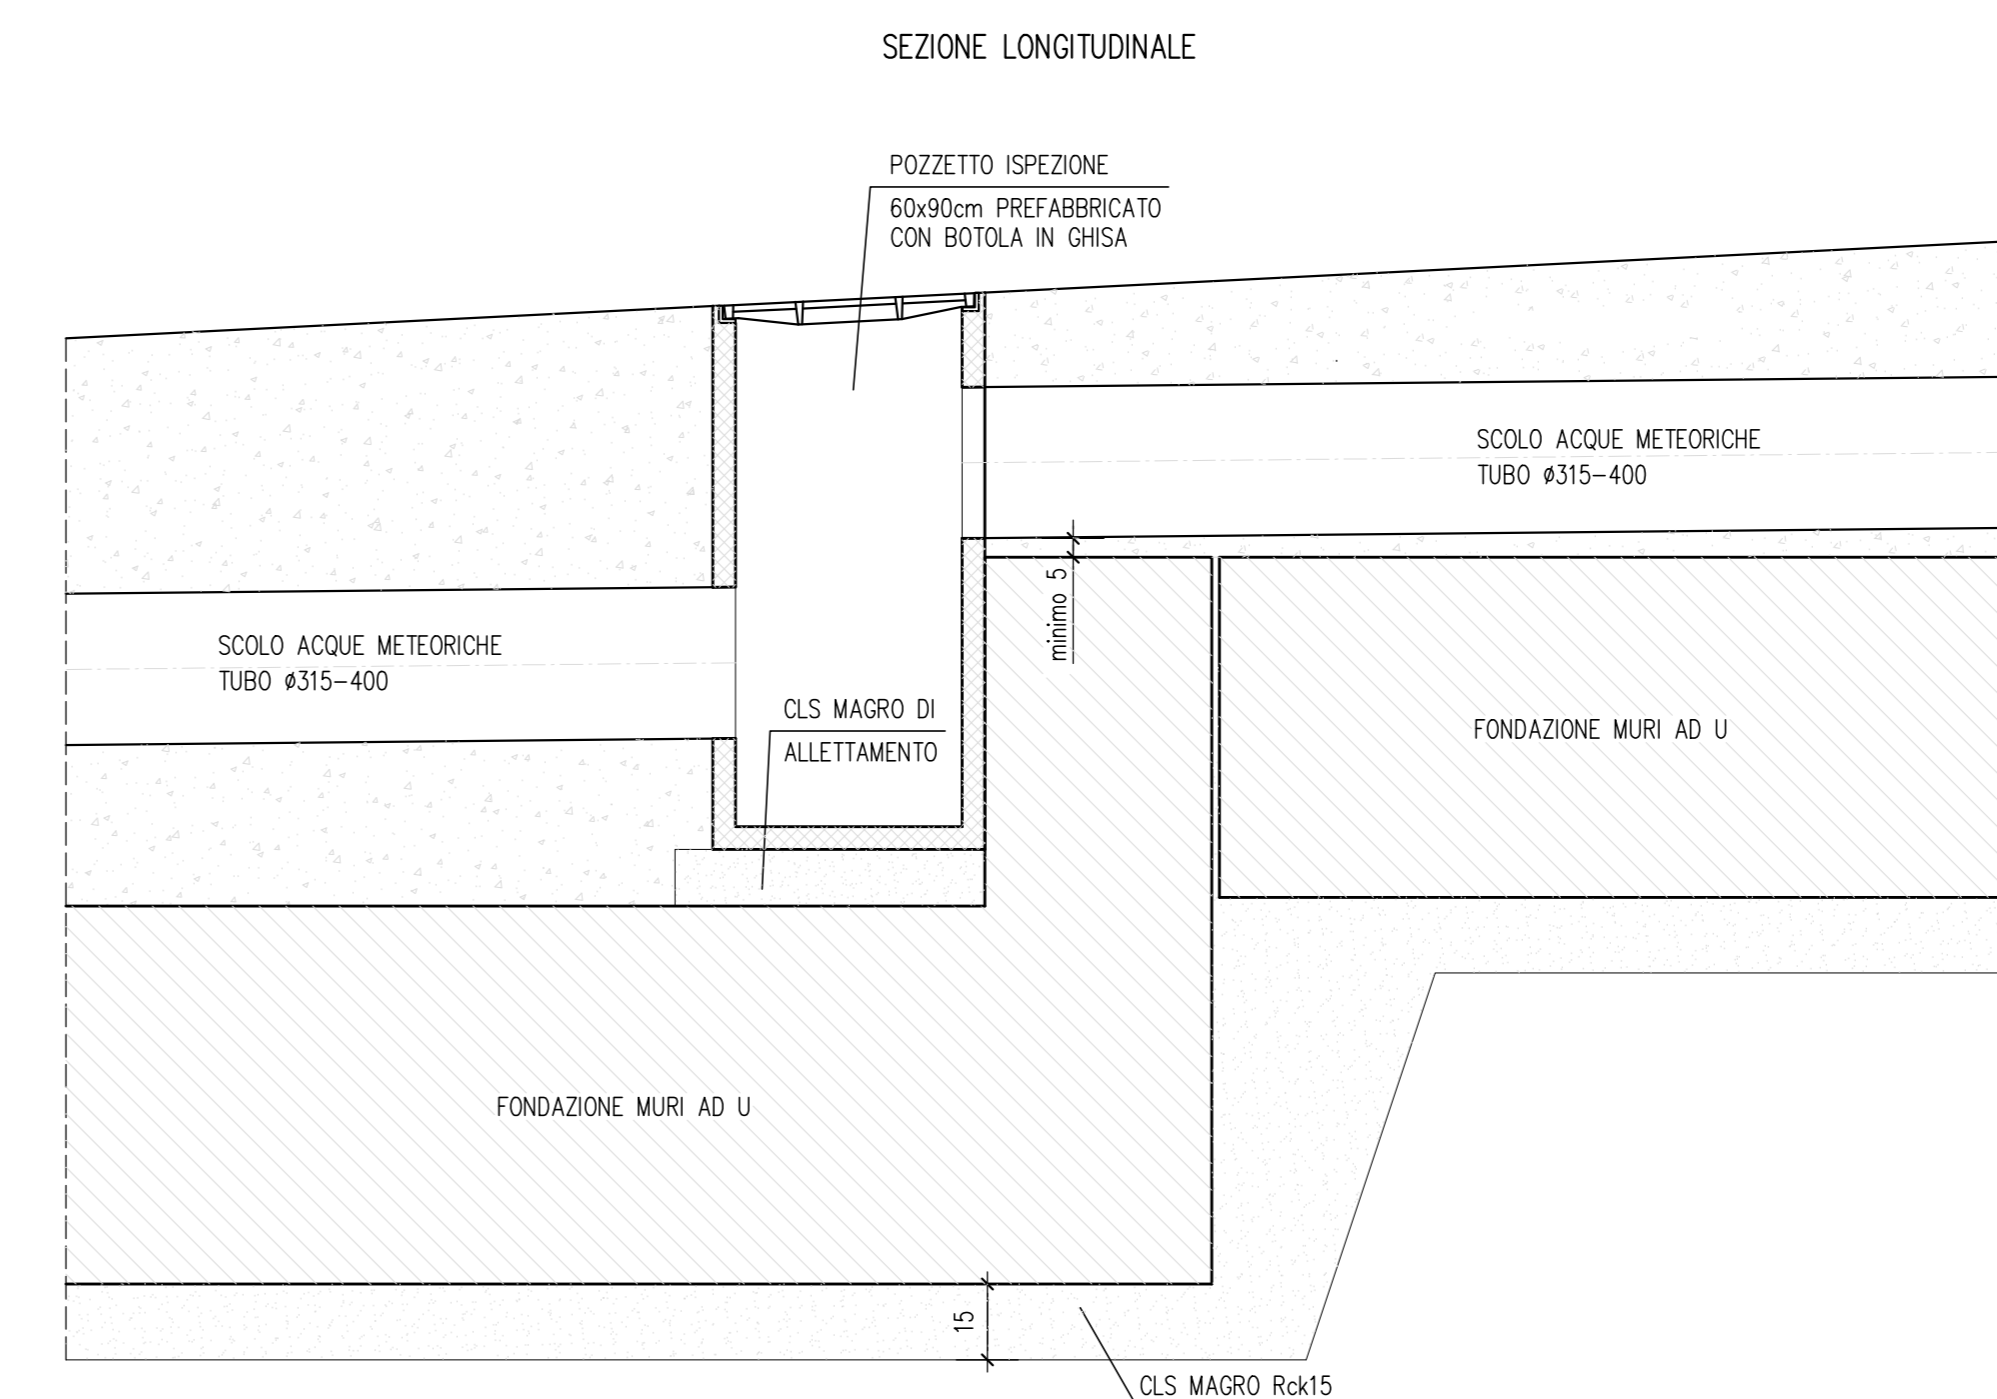 SEZIONE LONGITUDINALE
POZZETTO ISPEZIONE
60x90cm PREFABBRICATO
CON BOTOLA IN GHISA
SCOLO ACQUE METEORICHE
TUBO ø315-400
minimo 5
SCOLO ACQUE METEORICHE
TUBO ø315-400
CLS MAGRO DI
ALLETTAMENTO
FONDAZIONE MURI AD U
FONDAZIONE MURI AD U
15
CLS MAGRO Rck15